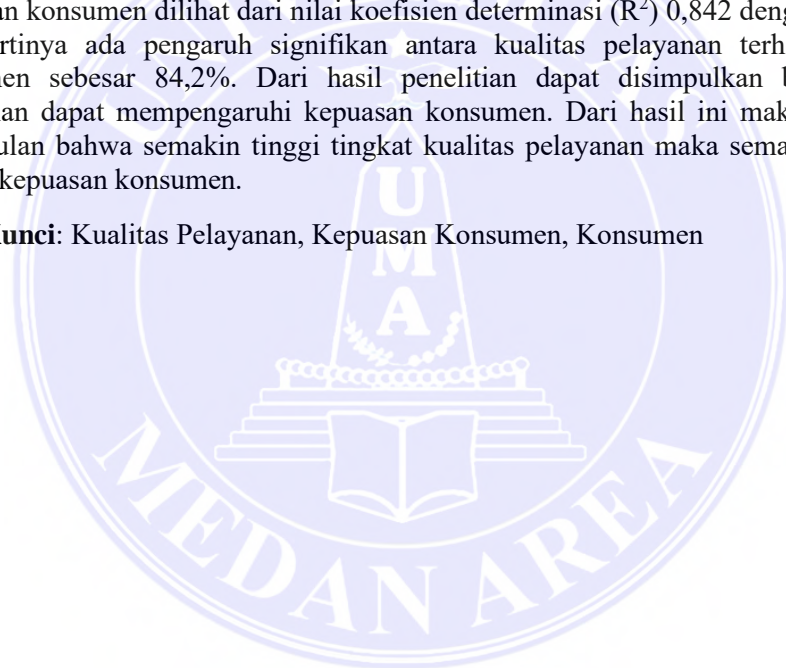 an konsumen dilihat dari nilai koefisien determinasi (R²) 0,842 deng
rtinya ada pengaruh signifikan antara kualitas pelayanan terh
nen sebesar 84,2%. Dari hasil penelitian dapat disimpulkan b
an dapat mempengaruhi kepuasan konsumen. Dari hasil ini mak
ulan bahwa semakin tinggi tingkat kualitas pelayanan maka sema
kepuasan konsumen.
unci: Kualitas Pelayanan, Kepuasan Konsumen, Konsumen
UMA
MEDAN AREA